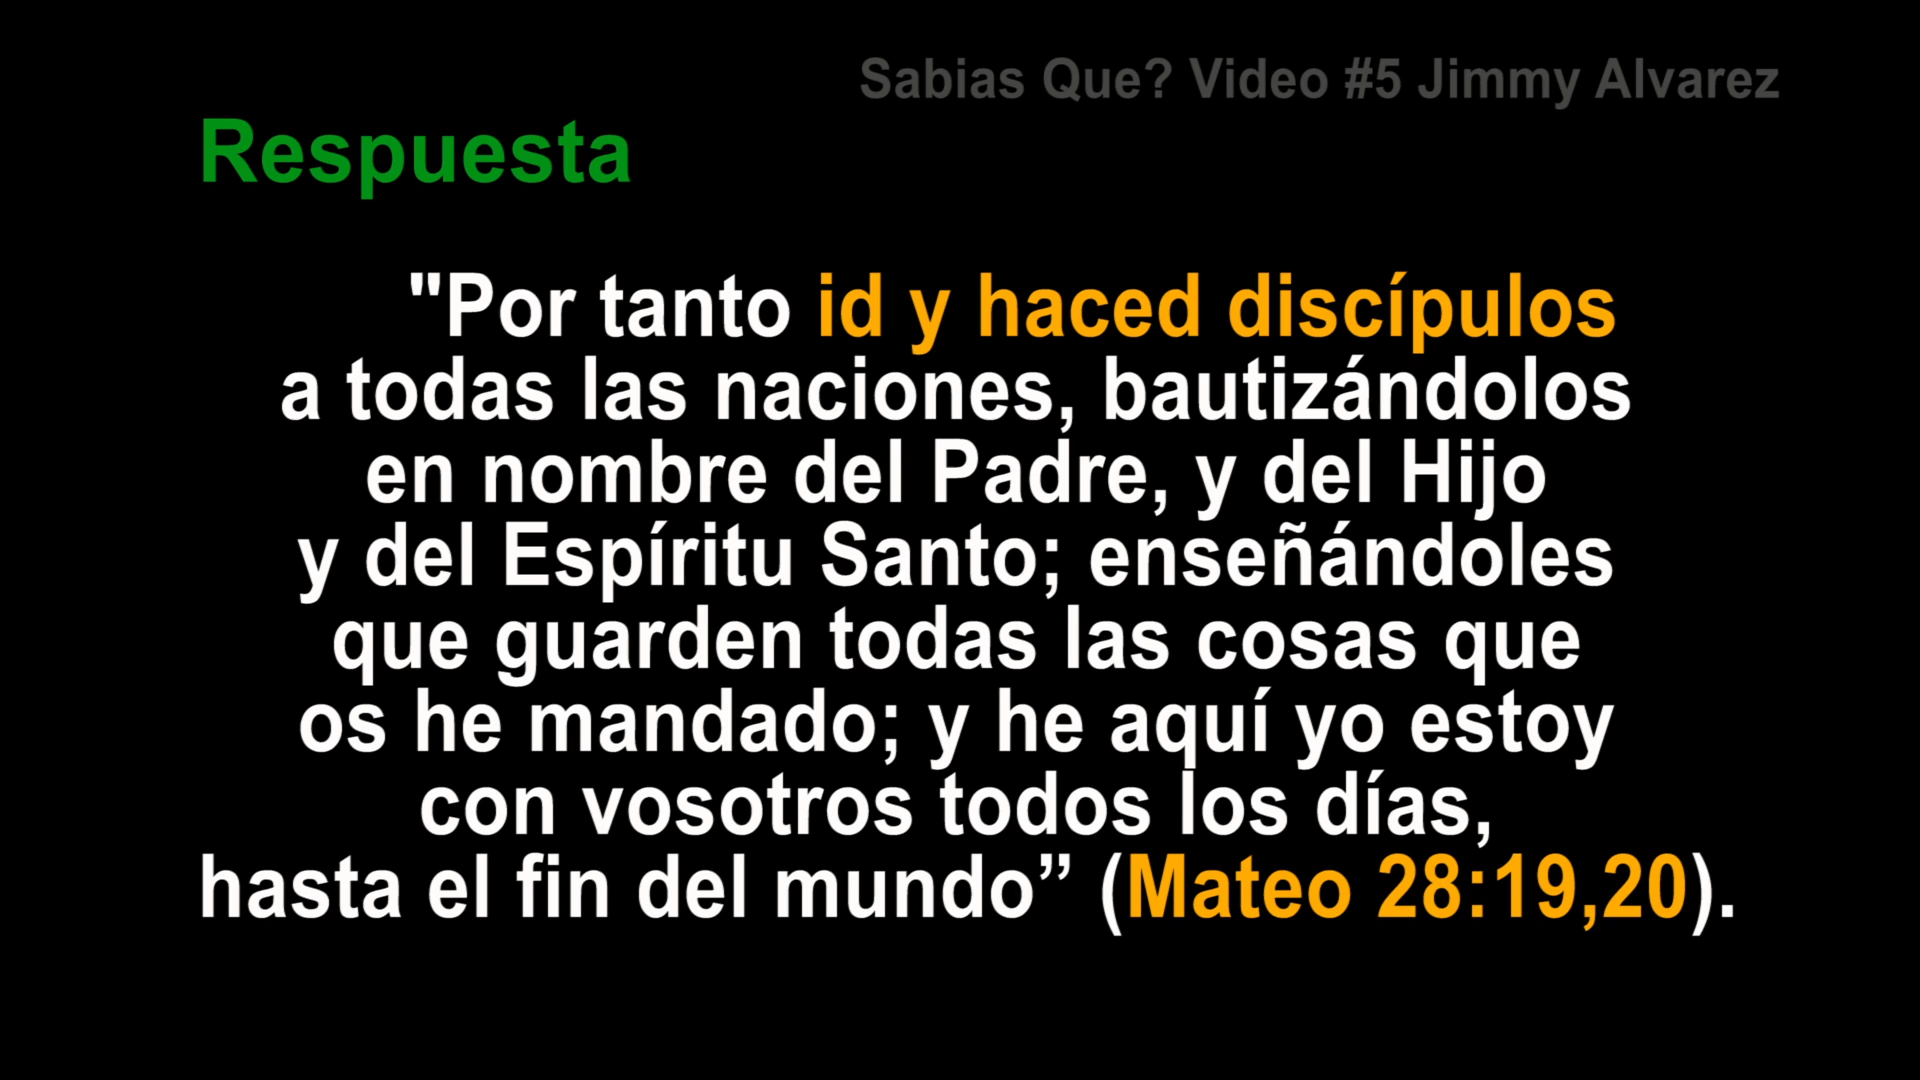 Sabias Que? Video #5 Jimmy Alvarez
Respuesta
"Por tanto id y haced discípulos
a todas las naciones, bautizándolos
en nombre del Padre, y del Hijo
y del Espíritu Santo; enseñándoles
que guarden todas las cosas que
os he mandado; y he aquí yo estoy
con vosotros todos los días,
hasta el fin del mundo” (Mateo 28:19,20).